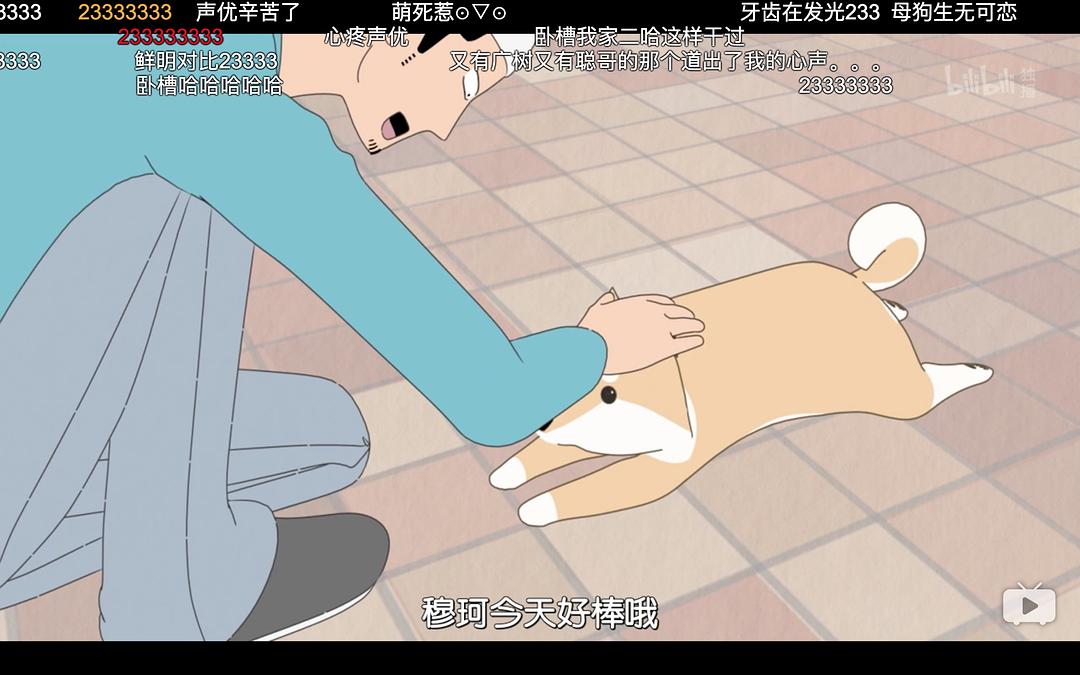 3333 23333333 声优辛苦了 萌死惹⊙▽⊙ 牙齿在发光233 母狗生无可恋
233333333 心疼声优 卧槽我家二哈这样干过
3333 鲜明对比23333 又有广树又有聪哥的那个道出了我的心声。。。
卧槽哈哈哈哈哈 23333333
bilibili 独播
穆珂今天好棒哦